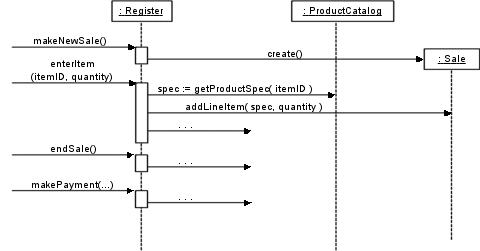 : Register
: ProductCatalog
makeNewSale()
create()
: Sale
enterItem
(itemID, quantity)
spec := getProductSpec( itemID )
addLineItem( spec, quantity )
. . .
endSale()
. . .
makePayment(...)
. . .